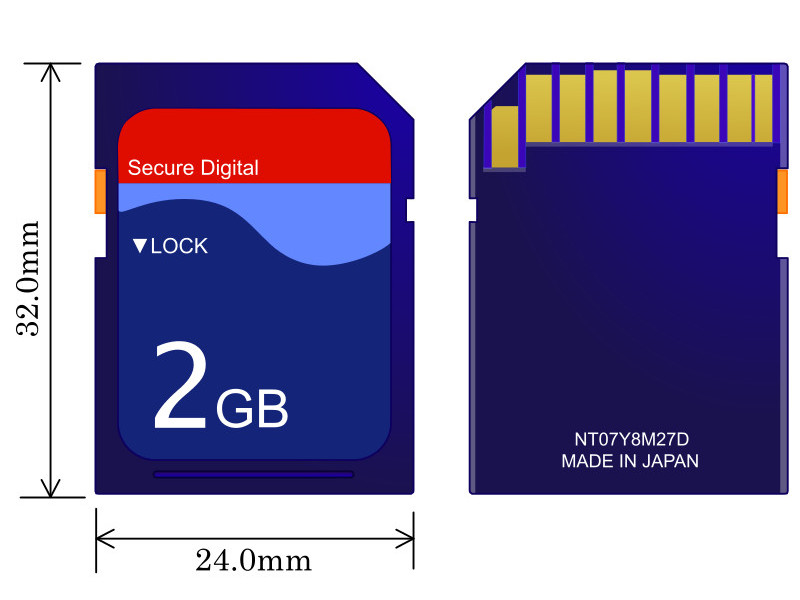 Secure Digital
▼LOCK
2GB
32.0mm
24.0mm
NT07Y8M27D
MADE IN JAPAN